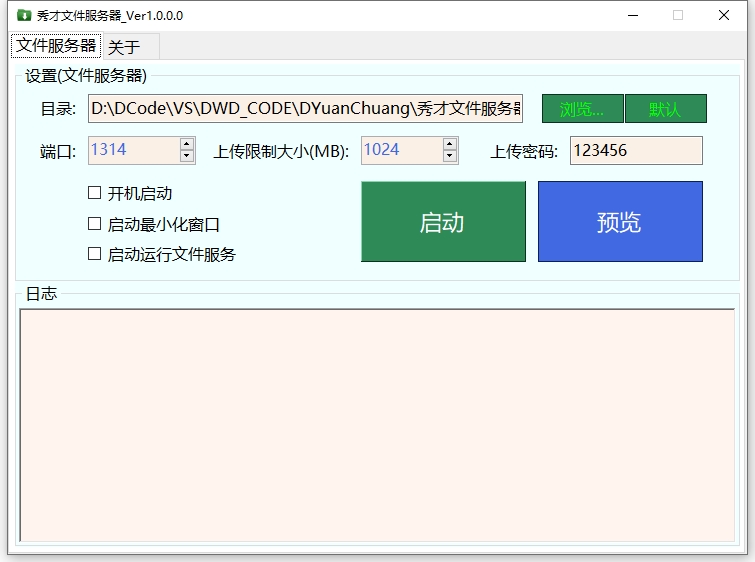 秀才文件服务器_Ver1.0.0.0
文件服务器 关于
设置(文件服务器)
目录: D:\DCode\VS\DWD_CODE\DYuanChuang\秀才文件服务器 浏览... 默认
端口: 1314 上传限制大小(MB): 1024 上传密码: 123456
开机启动
启动最小化窗口
启动运行文件服务
启动 预览
日志